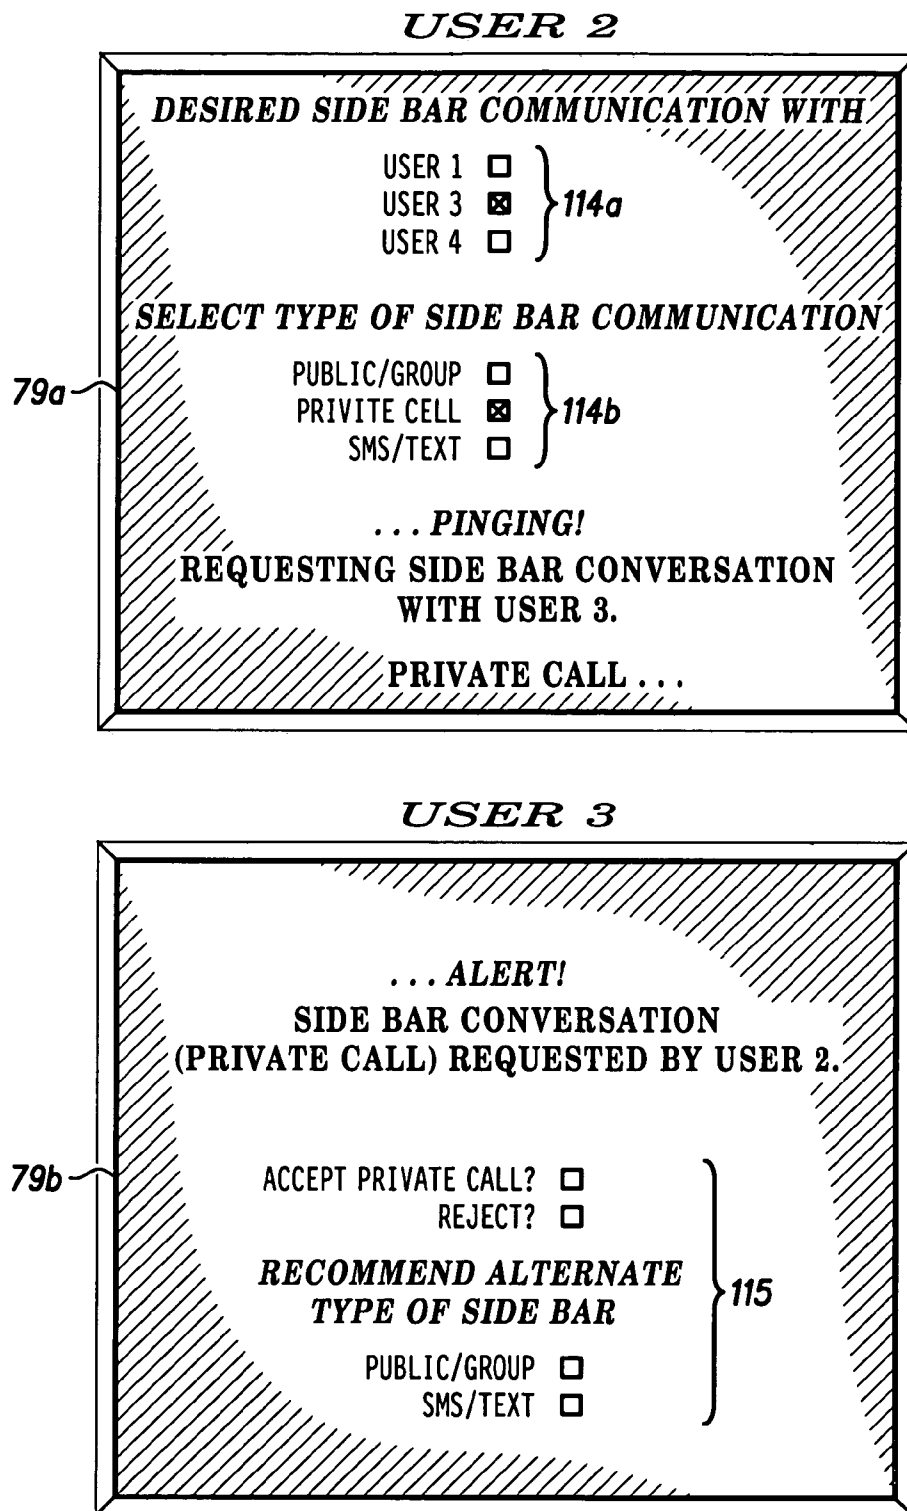 USER 2
DESIRED SIDE BAR COMMUNICATION WITH
USER 1
USER 3
USER 4
114a
SELECT TYPE OF SIDE BAR COMMUNICATION
79a
PUBLIC/GROUP
PRIVITE CELL
SMS/TEXT
114b
. . . PINGING!
REQUESTING SIDE BAR CONVERSATION
WITH USER 3.
PRIVATE CALL . . .
USER 3
. . . ALERT!
SIDE BAR CONVERSATION
(PRIVATE CALL) REQUESTED BY USER 2.
79b
ACCEPT PRIVATE CALL?
REJECT?
RECOMMEND ALTERNATE
TYPE OF SIDE BAR
115
PUBLIC/GROUP
SMS/TEXT